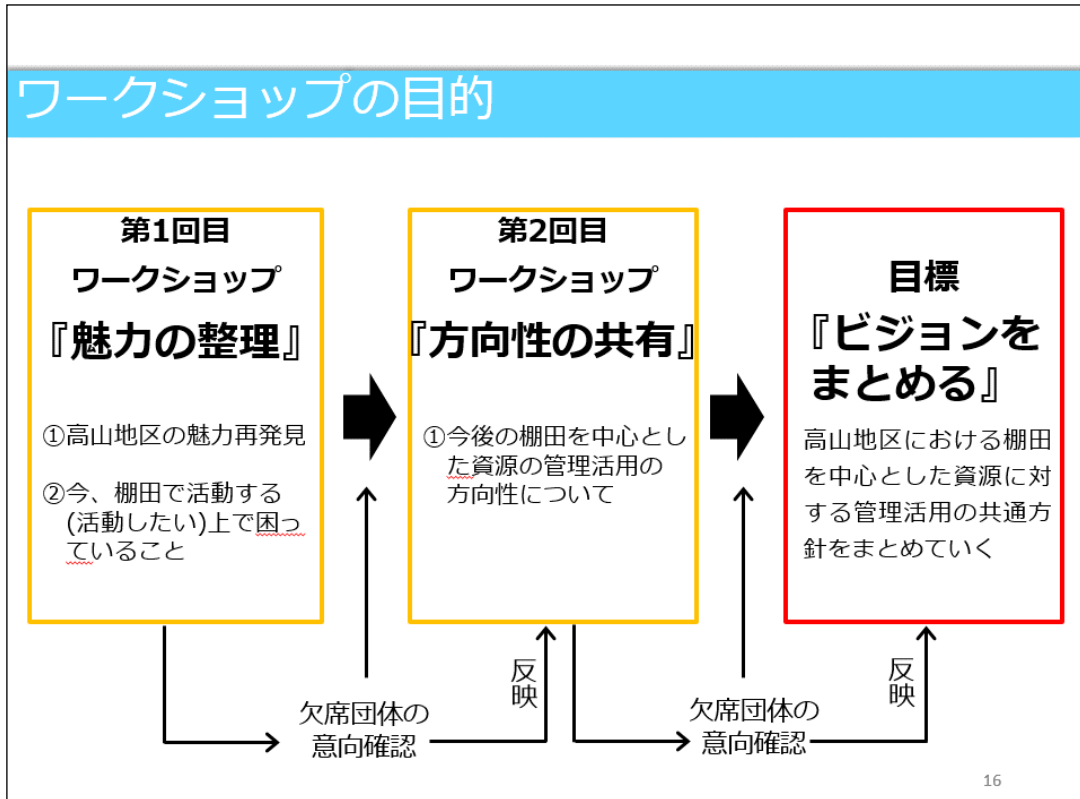 ワークショップの目的
第1回目
ワークショップ
『魅力の整理』
①高山地区の魅力再発見
②今、棚田で活動する
(活動したい)上で困っ
ていること
第2回目
ワークショップ
『方向性の共有』
①今後の棚田を中心とし
た資源の管理活用の
方向性について
目標
『ビジョンを
まとめる』
高山地区における棚田
を中心とした資源に対
する管理活用の共通方
針をまとめていく
欠席団体の
意向確認
反映
欠席団体の
意向確認
反映
16